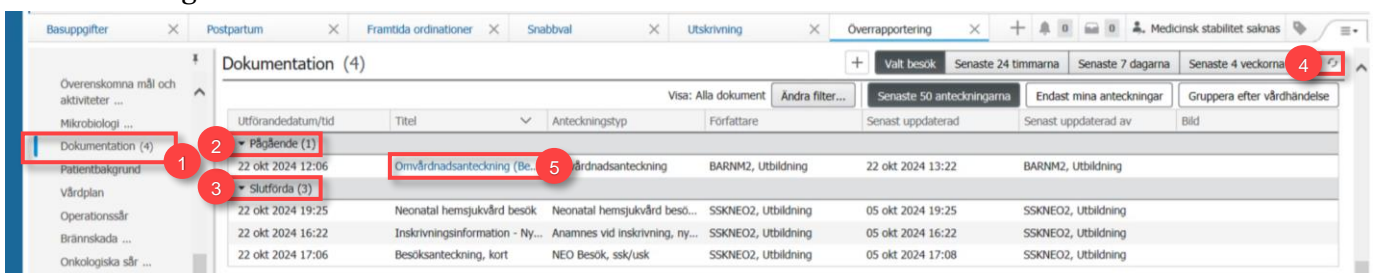 Basuppgifter Postpartum Framtida ordinationer Snabbval Utskrivning Överrapportering 0 0 Medicinsk stabilitet saknas
Dokumentation (4) Valt besök Senaste 24 timmarna Senaste 7 dagarna Senaste 4 veckorna 4
Överenskomna mål och
aktiviteter ...
Visa: Alla dokument Ändra filter... Senaste 50 anteckningarna Endast mina anteckningar Gruppera efter vårdhändelse
Mikrobiologi ...
Utförandedatum/tid Titel Anteckningstyp Författare Senast uppdaterad Senast uppdaterad av Bild
Dokumentation (4) 1
2 Pågående (1)
Patientbakgrund
22 okt 2024 12:06 Omvårdnadsanteckning (Be... 5 BARNM2, Utbildning 22 okt 2024 13:22 BARNM2, Utbildning
3 Slutförda (3)
Vårdplan
22 okt 2024 19:25 Neonatal hemsjukvård besök Neonatal hemsjukvård besö... SSKNEO2, Utbildning 05 okt 2024 19:25 SSKNEO2, Utbildning
Operationssår
22 okt 2024 16:22 Inskrivningsinformation - Ny... Anamnes vid inskrivning, ny... SSKNEO2, Utbildning 05 okt 2024 16:22 SSKNEO2, Utbildning
Brännskada ...
22 okt 2024 17:06 Besöksanteckning, kort NEO Besök, ssk/usk SSKNEO2, Utbildning 05 okt 2024 17:08 SSKNEO2, Utbildning
Onkologiska sår ...